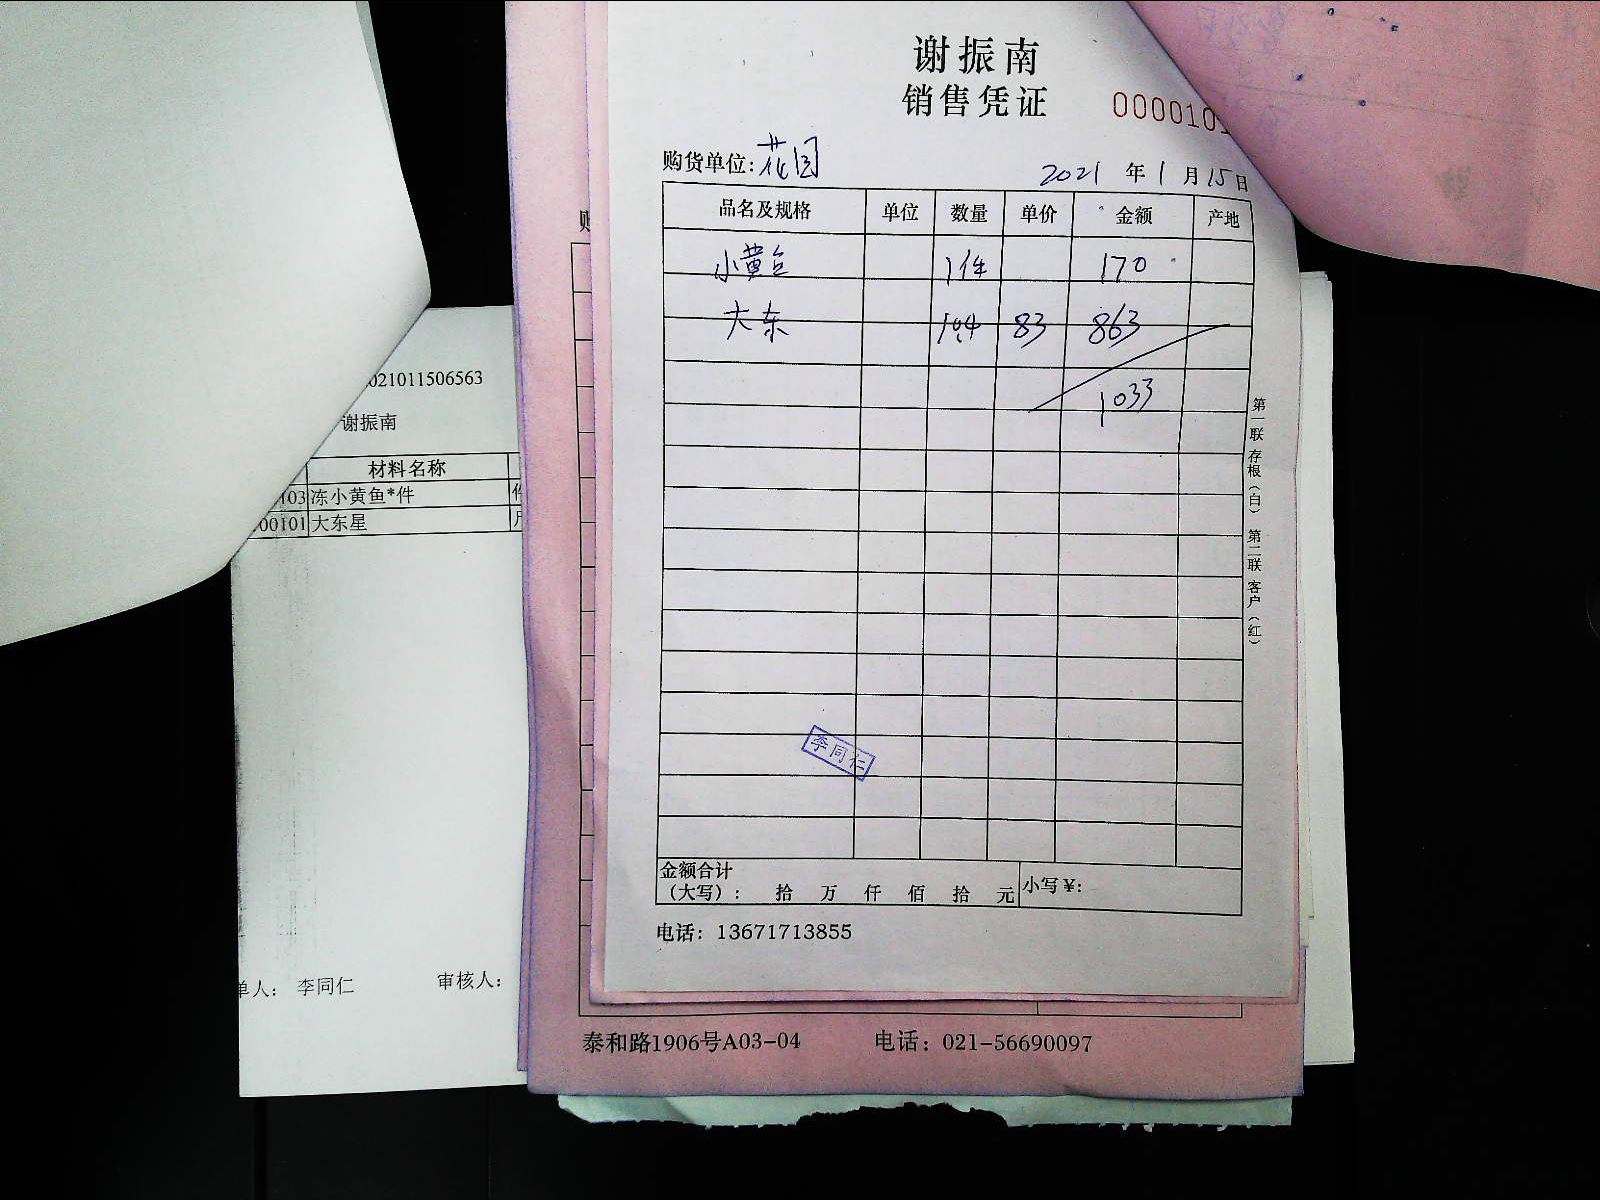 谢振南
销售凭证
000010
购货单位:花园
2021 年 1 月 15 日
品名及规格 单位 数量 单价 金额 产地
小黄鱼 1件 170
大东 10.4 83 863
1033
第一联 存根(白) 第二联 客户(红)
李同仁
金额合计
(大写): 拾 万 仟 佰 拾 元 小写¥:
电话: 13671713855
泰和路1906号A03-04 电话: 021-56690097
021011506563
谢振南
材料名称
103 冻小黄鱼*件 件
00101 大东星
单人: 李同仁 审核人: